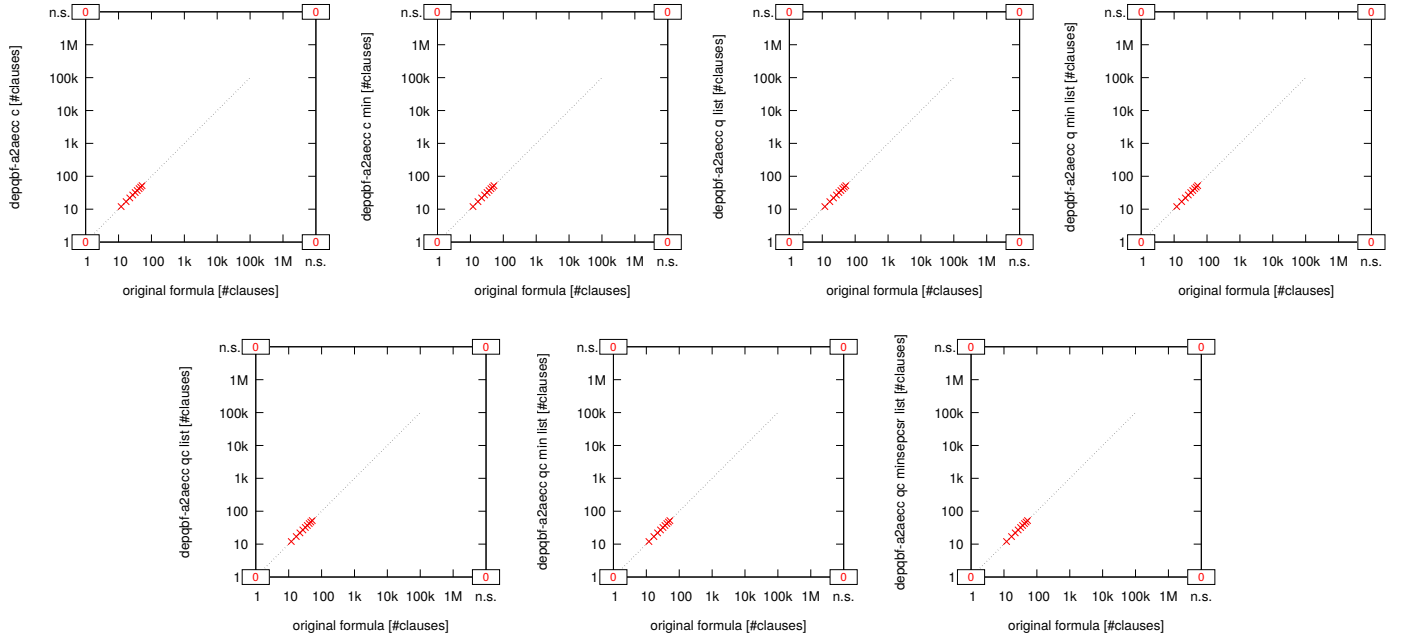 n.s. 0 0
1M
100k
10k
1k
100
10
1 0 0
1 10 100 1k 10k 100k 1M n.s.
depqbf-a2aecc c [#clauses]
original formula [#clauses]
n.s. 0 0
1M
100k
10k
1k
100
10
1 0 0
1 10 100 1k 10k 100k 1M n.s.
depqbf-a2aecc c min [#clauses]
original formula [#clauses]
n.s. 0 0
1M
100k
10k
1k
100
10
1 0 0
1 10 100 1k 10k 100k 1M n.s.
depqbf-a2aecc q list [#clauses]
original formula [#clauses]
n.s. 0 0
1M
100k
10k
1k
100
10
1 0 0
1 10 100 1k 10k 100k 1M n.s.
depqbf-a2aecc q min list [#clauses]
original formula [#clauses]
n.s. 0 0
1M
100k
10k
1k
100
10
1 0 0
1 10 100 1k 10k 100k 1M n.s.
depqbf-a2aecc qc list [#clauses]
original formula [#clauses]
n.s. 0 0
1M
100k
10k
1k
100
10
1 0 0
1 10 100 1k 10k 100k 1M n.s.
depqbf-a2aecc qc min list [#clauses]
original formula [#clauses]
n.s. 0 0
1M
100k
10k
1k
100
10
1 0 0
1 10 100 1k 10k 100k 1M n.s.
depqbf-a2aecc qc minsepcsr list [#clauses]
original formula [#clauses]